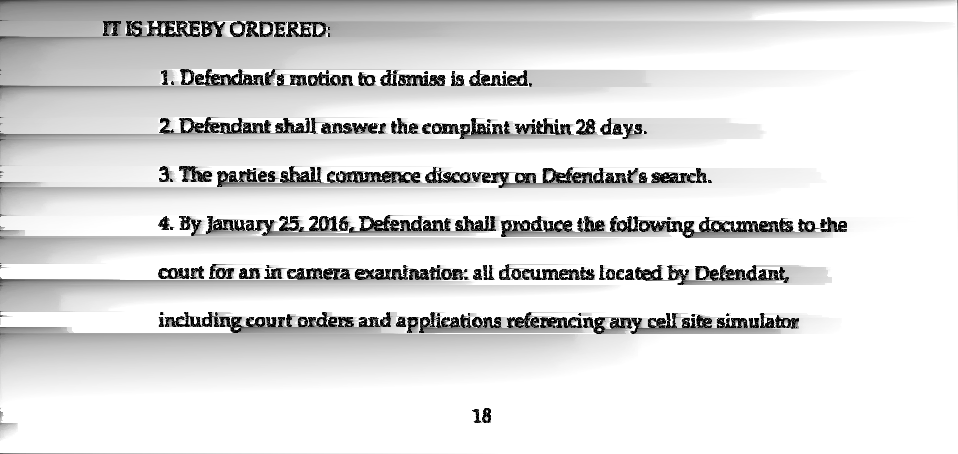 IT IS HEREBY ORDERED:
1. Defendant's motion to dismiss is denied.
2. Defendant shall answer the complaint within 28 days.
3. The parties shall commence discovery on Defendant's search.
4. By January 25, 2016, Defendant shall produce the following documents to the
court for an in camera examination: all documents located by Defendant,
including court orders and applications referencing any cell site simulator
18